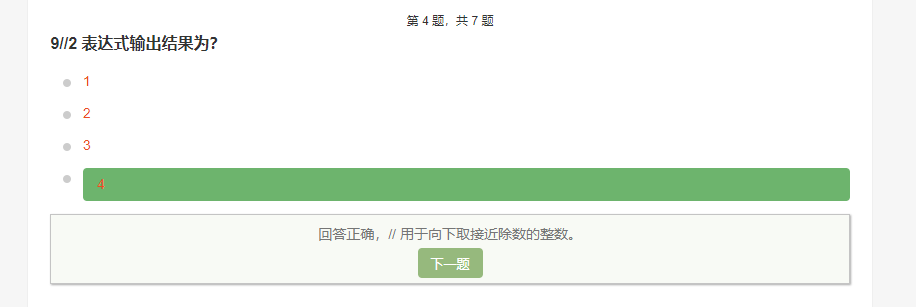 第 4 题，共 7 题
9//2 表达式输出结果为?
1
2
3
4
回答正确，// 用于向下取接近除数的整数。
下一题